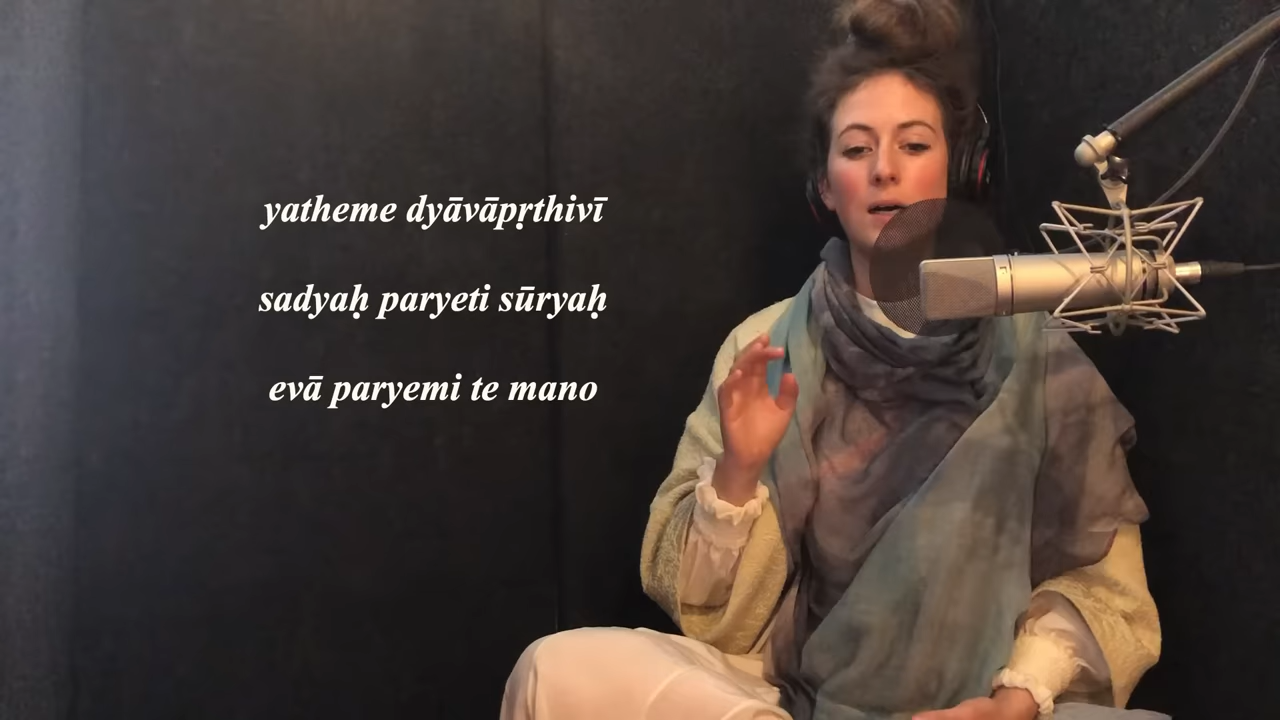 yatheme dyāvāpṛthivī
sadyaḥ paryeti sūryaḥ
evā paryemi te mano